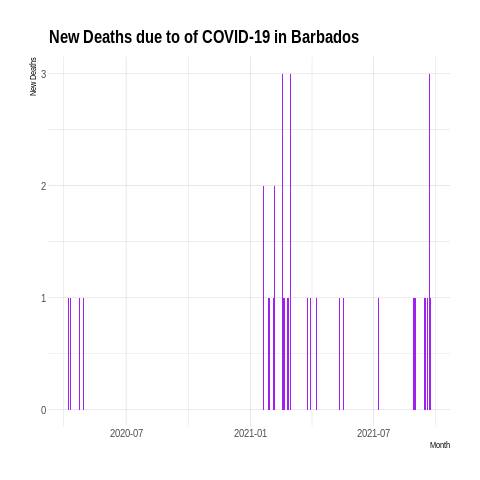 New Deaths due to of COVID-19 in Barbados
New Deaths
3
2
1
0
2020-07 2021-01 2021-07
Month